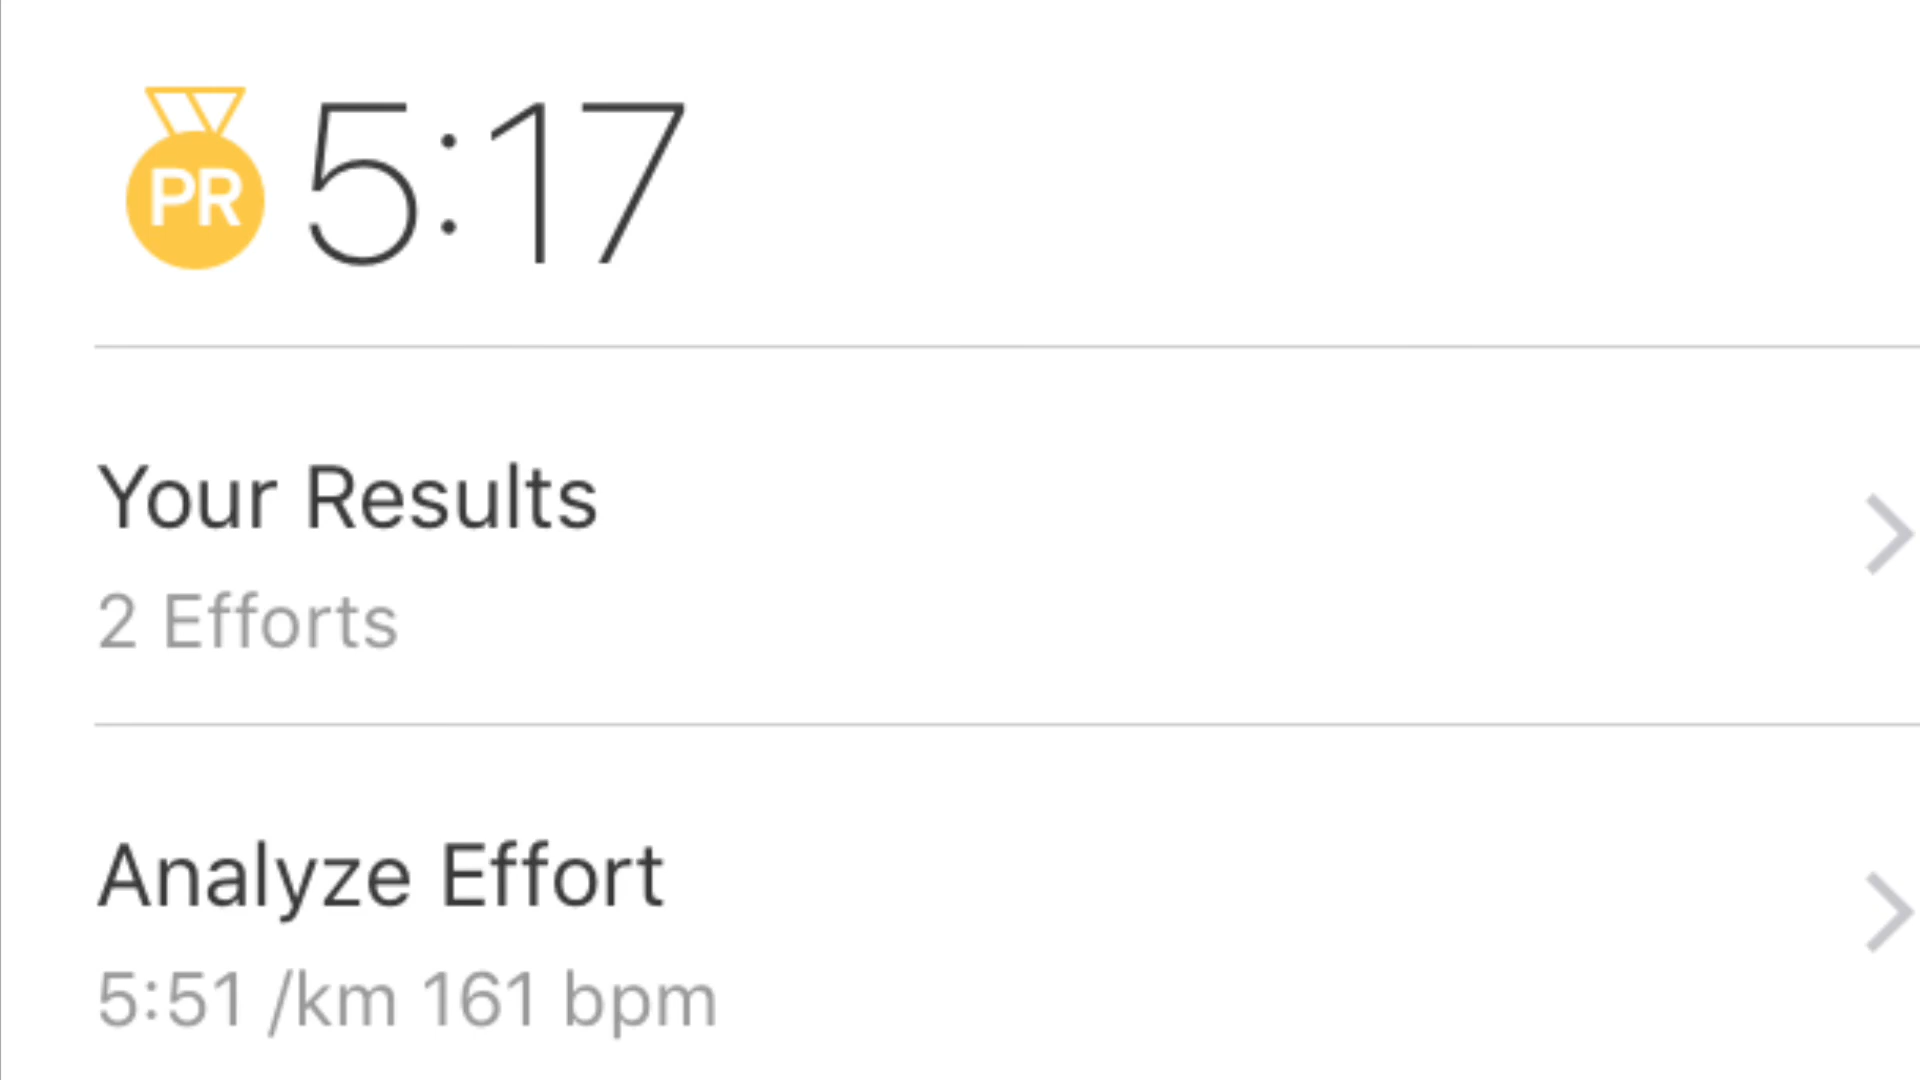 PR 5:17
Your Results
2 Efforts
Analyze Effort
5:51 /km 161 bpm